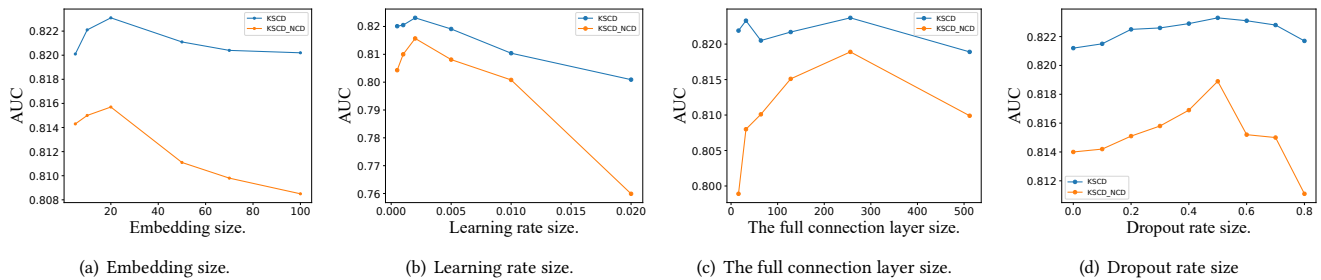 0.822
0.820
0.818
0.816
0.814
0.812
0.810
0.808
AUC
KSCD
KSCD_NCD
20
40
60
80
100
Embedding size.
(a) Embedding size.
0.82
0.81
0.80
0.79
0.78
0.77
0.76
AUC
KSCD
KSCD_NCD
0.000
0.005
0.010
0.015
0.020
Learning rate size.
(b) Learning rate size.
0.820
0.815
0.810
0.805
0.800
AUC
KSCD
KSCD_NCD
0
100
200
300
400
500
The full connection layer size.
(c) The full connection layer size.
0.822
0.820
0.818
0.816
0.814
0.812
AUC
KSCD
KSCD_NCD
0.0
0.2
0.4
0.6
0.8
Dropout rate size.
(d) Dropout rate size